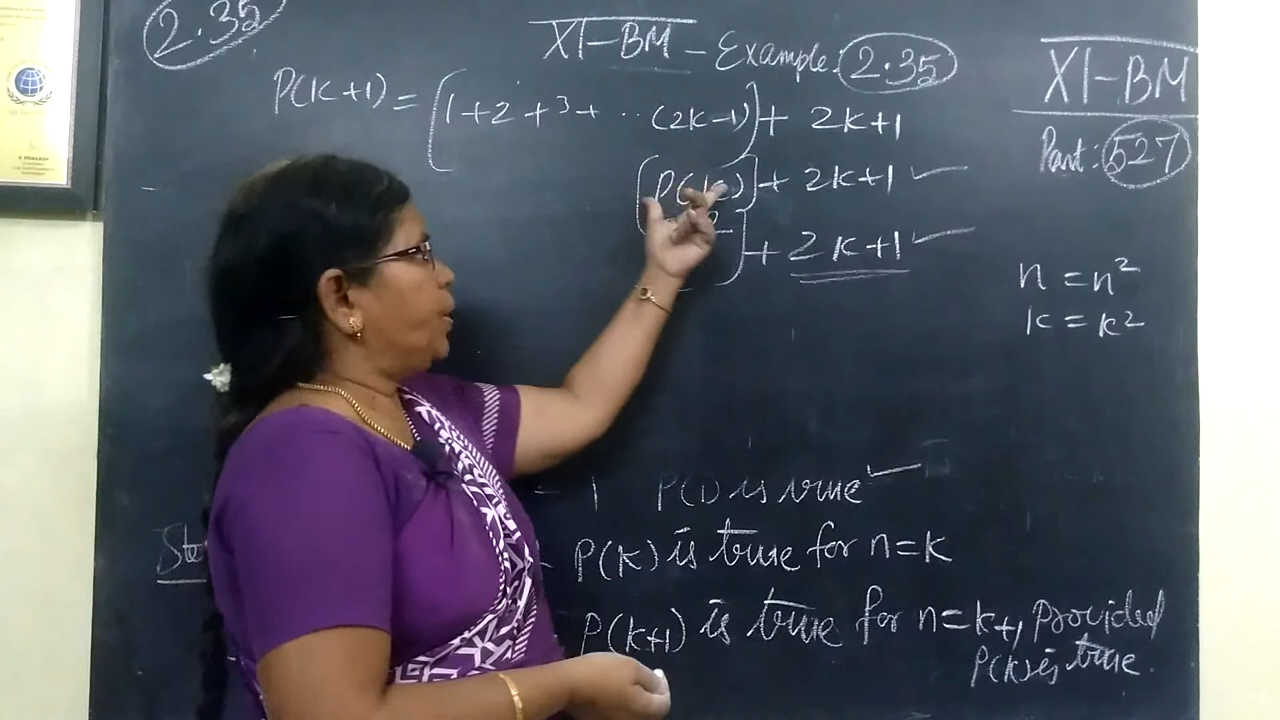 2.35
XI-BM - Example: 2.35
XI-BM
Part: 527
P(K+1) = [1+2+3+ ··(2K-1)] + 2K+1
[P(K)] + 2K+1 ✓
] + 2K+1 ✓
n = n²
K = K²
- 1 P(1) is true ✓
Ste
- P(K) is true for n=K
P(K+1) is true for n=K+1 Provided
P(K) is true.